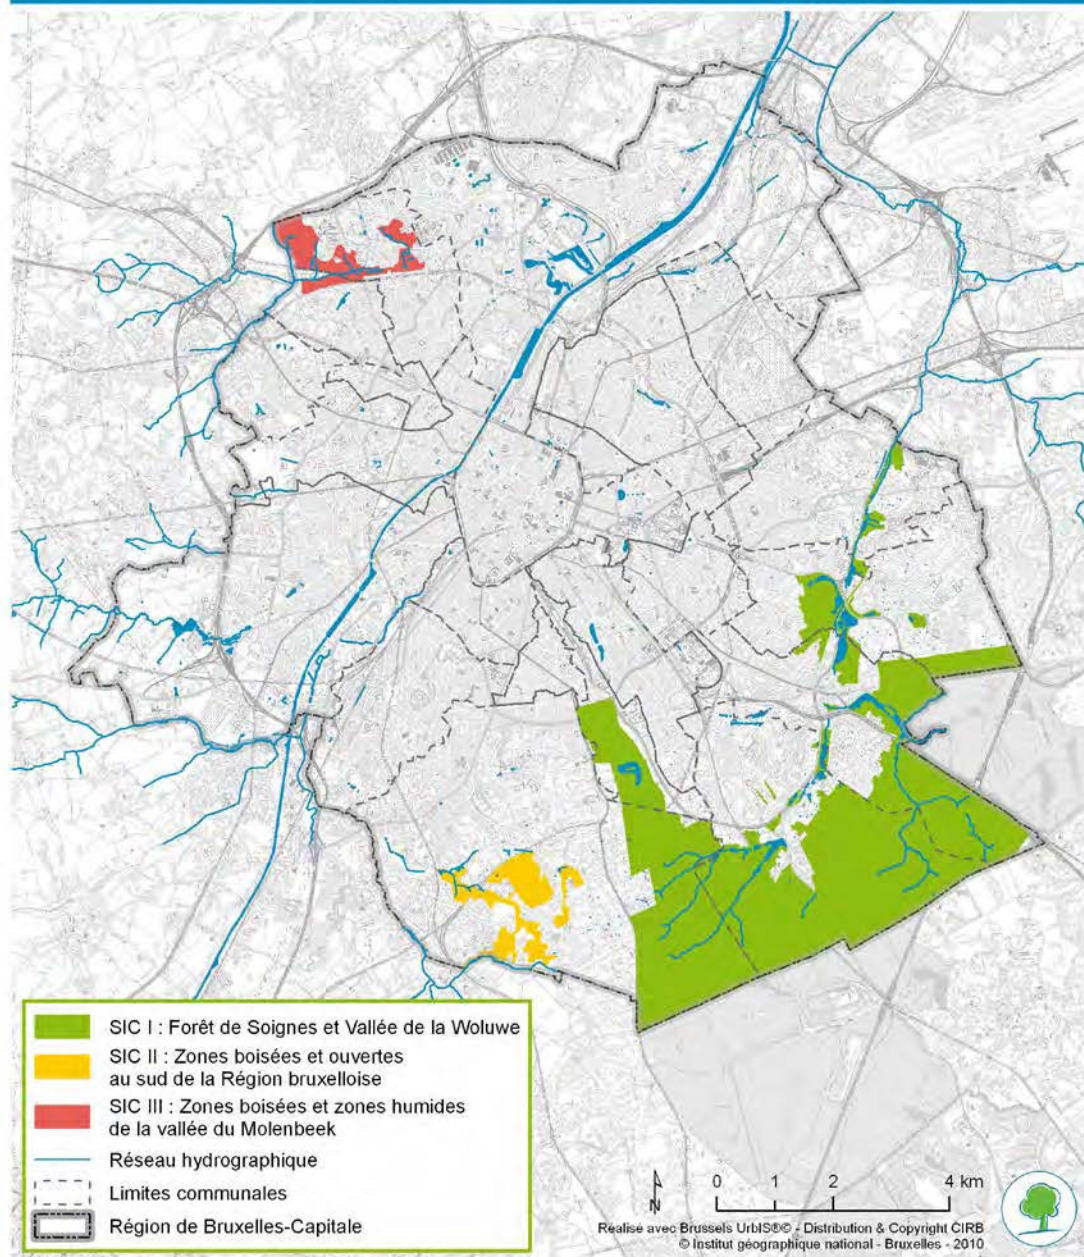 SIC I : Forêt de Soignes et Vallée de la Woluwe
SIC II : Zones boisées et ouvertes
au sud de la Région bruxelloise
SIC III : Zones boisées et zones humides
de la vallée du Molenbeek
Réseau hydrographique
Limites communales
Région de Bruxelles-Capitale
N
0 1 2 4 km
Réalisé avec Brussels UrbIS®© - Distribution & Copyright CIRB
© Institut géographique national - Bruxelles - 2010